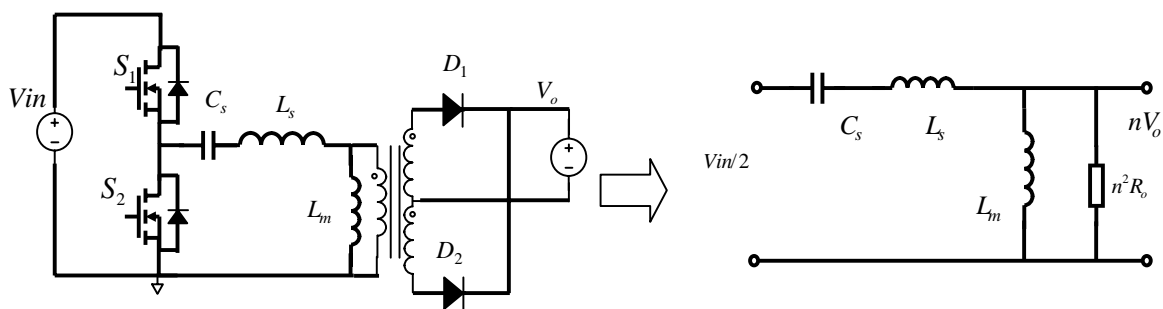 S₁
Vin
S₂
Cₛ
Lₛ
Lₘ
D₁
D₂
Vₒ
+
−
+
−
Cₛ
Lₛ
Vin/2
Lₘ
nVₒ
n²Rₒ